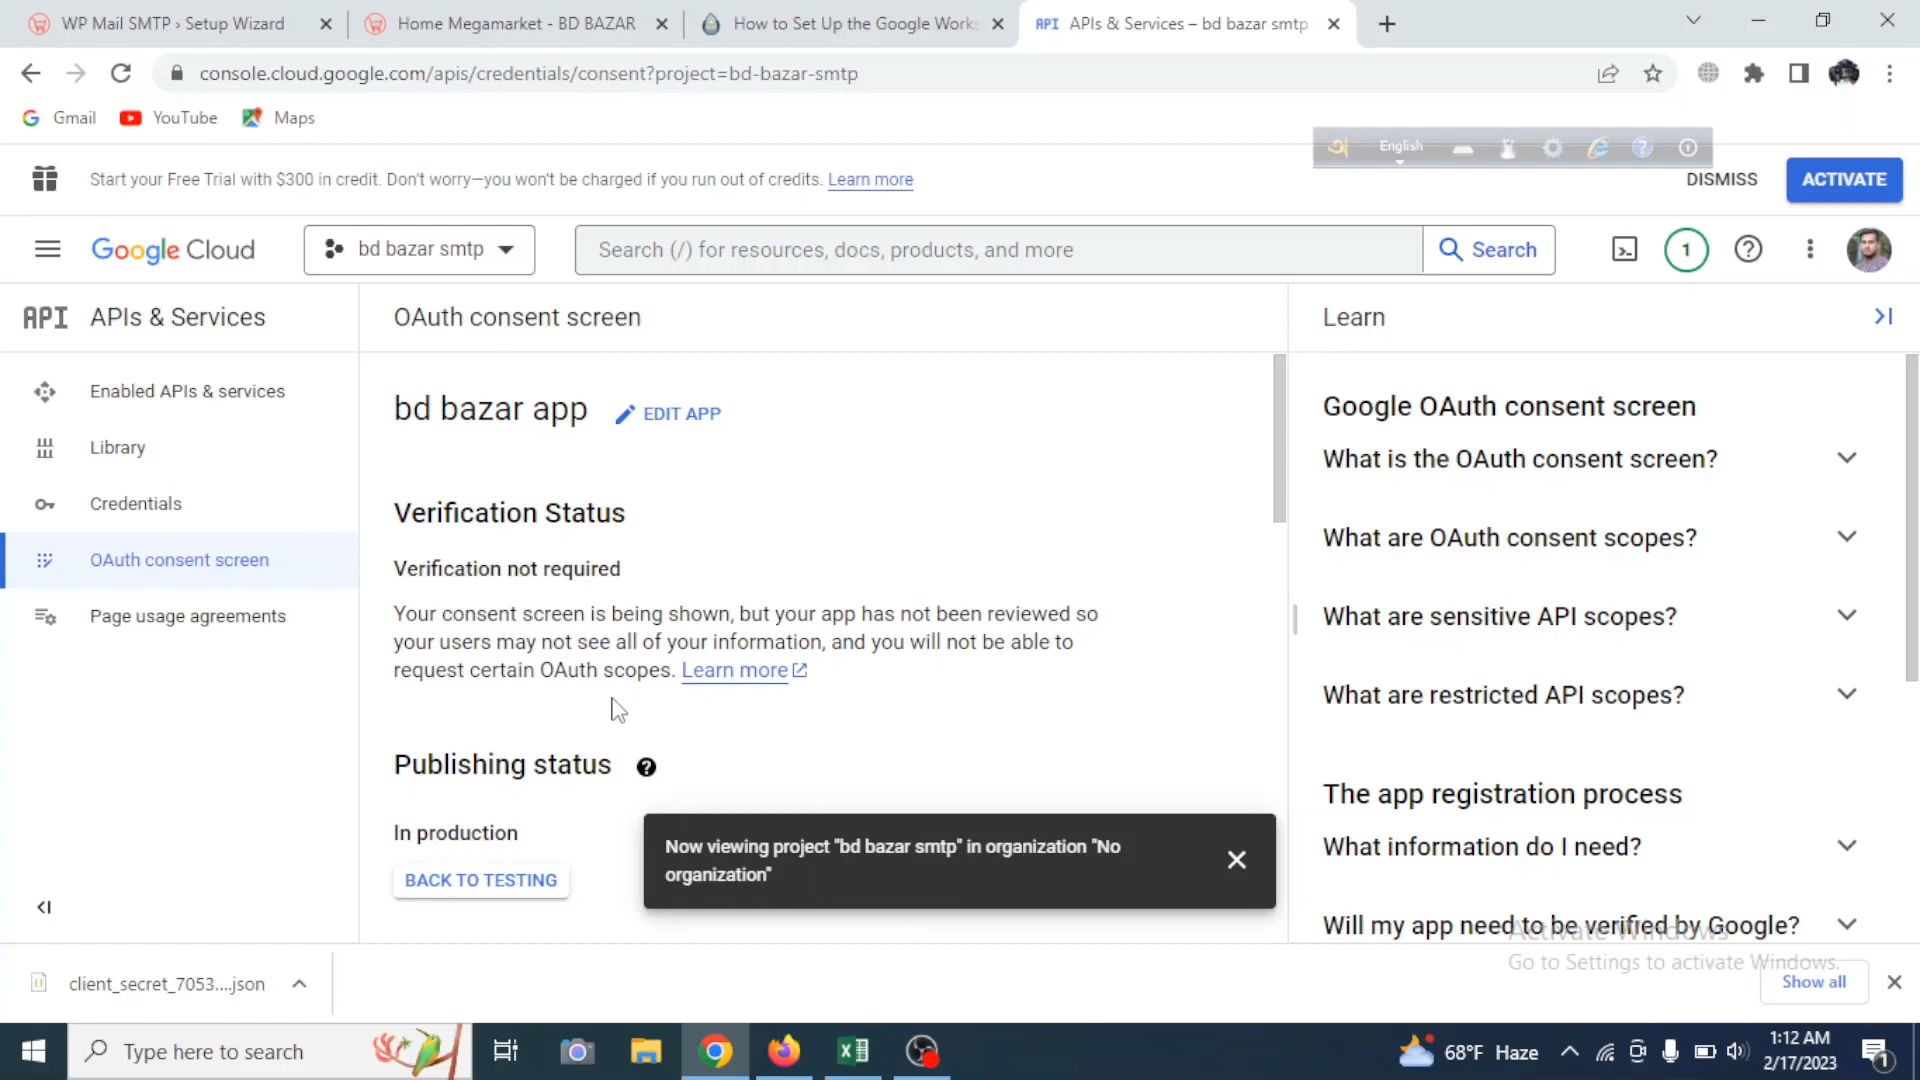 WP Mail SMTP › Setup Wizard
Home Megamarket - BD BAZAR
How to Set Up the Google Works
API APIs & Services – bd bazar smtp
console.cloud.google.com/apis/credentials/consent?project=bd-bazar-smtp
Gmail
YouTube
Maps
অ English
Start your Free Trial with $300 in credit. Don't worry—you won't be charged if you run out of credits. Learn more
DISMISS
ACTIVATE
Google Cloud
bd bazar smtp
Search (/) for resources, docs, products, and more
Search
1
API APIs & Services
OAuth consent screen
Learn
Enabled APIs & services
Library
Credentials
OAuth consent screen
Page usage agreements
bd bazar app
EDIT APP
Verification Status
Verification not required
Your consent screen is being shown, but your app has not been reviewed so
your users may not see all of your information, and you will not be able to
request certain OAuth scopes. Learn more
Publishing status
In production
BACK TO TESTING
Now viewing project "bd bazar smtp" in organization "No
organization"
Google OAuth consent screen
What is the OAuth consent screen?
What are OAuth consent scopes?
What are sensitive API scopes?
What are restricted API scopes?
The app registration process
What information do I need?
Will my app need to be verified by Google?
Activate Windows
Go to Settings to activate Windows.
client_secret_7053....json
Show all
Type here to search
68°F Haze
1:12 AM
2/17/2023
1